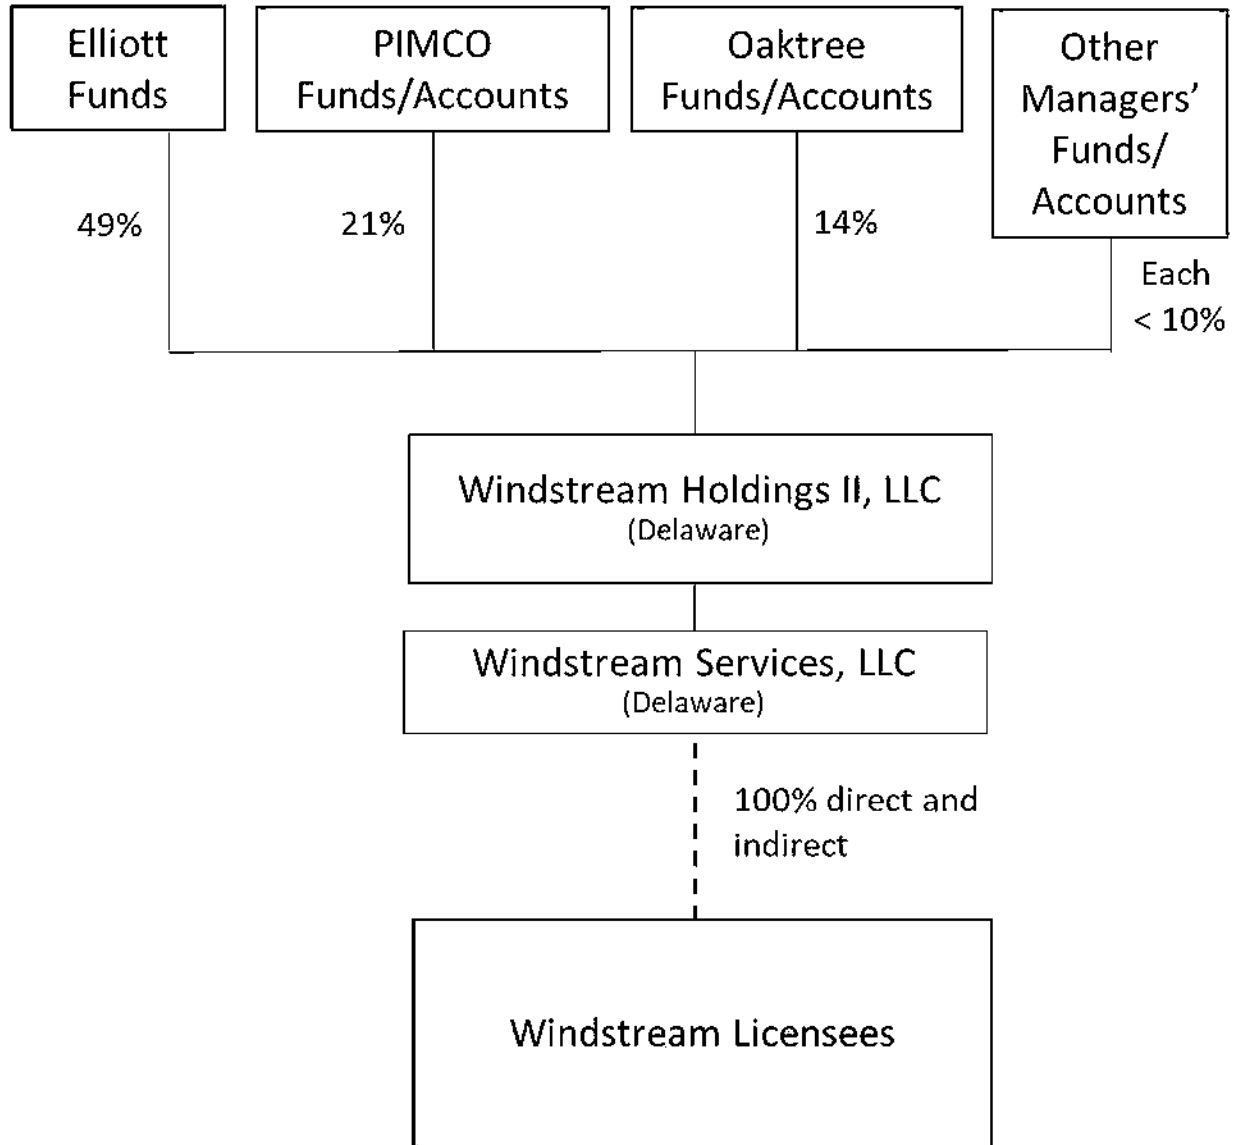 Elliott
Funds
PIMCO
Funds/Accounts
Oaktree
Funds/Accounts
Other
Managers’
Funds/
Accounts
49%
21%
14%
Each
< 10%
Windstream Holdings II, LLC
(Delaware)
Windstream Services, LLC
(Delaware)
100% direct and
indirect
Windstream Licensees